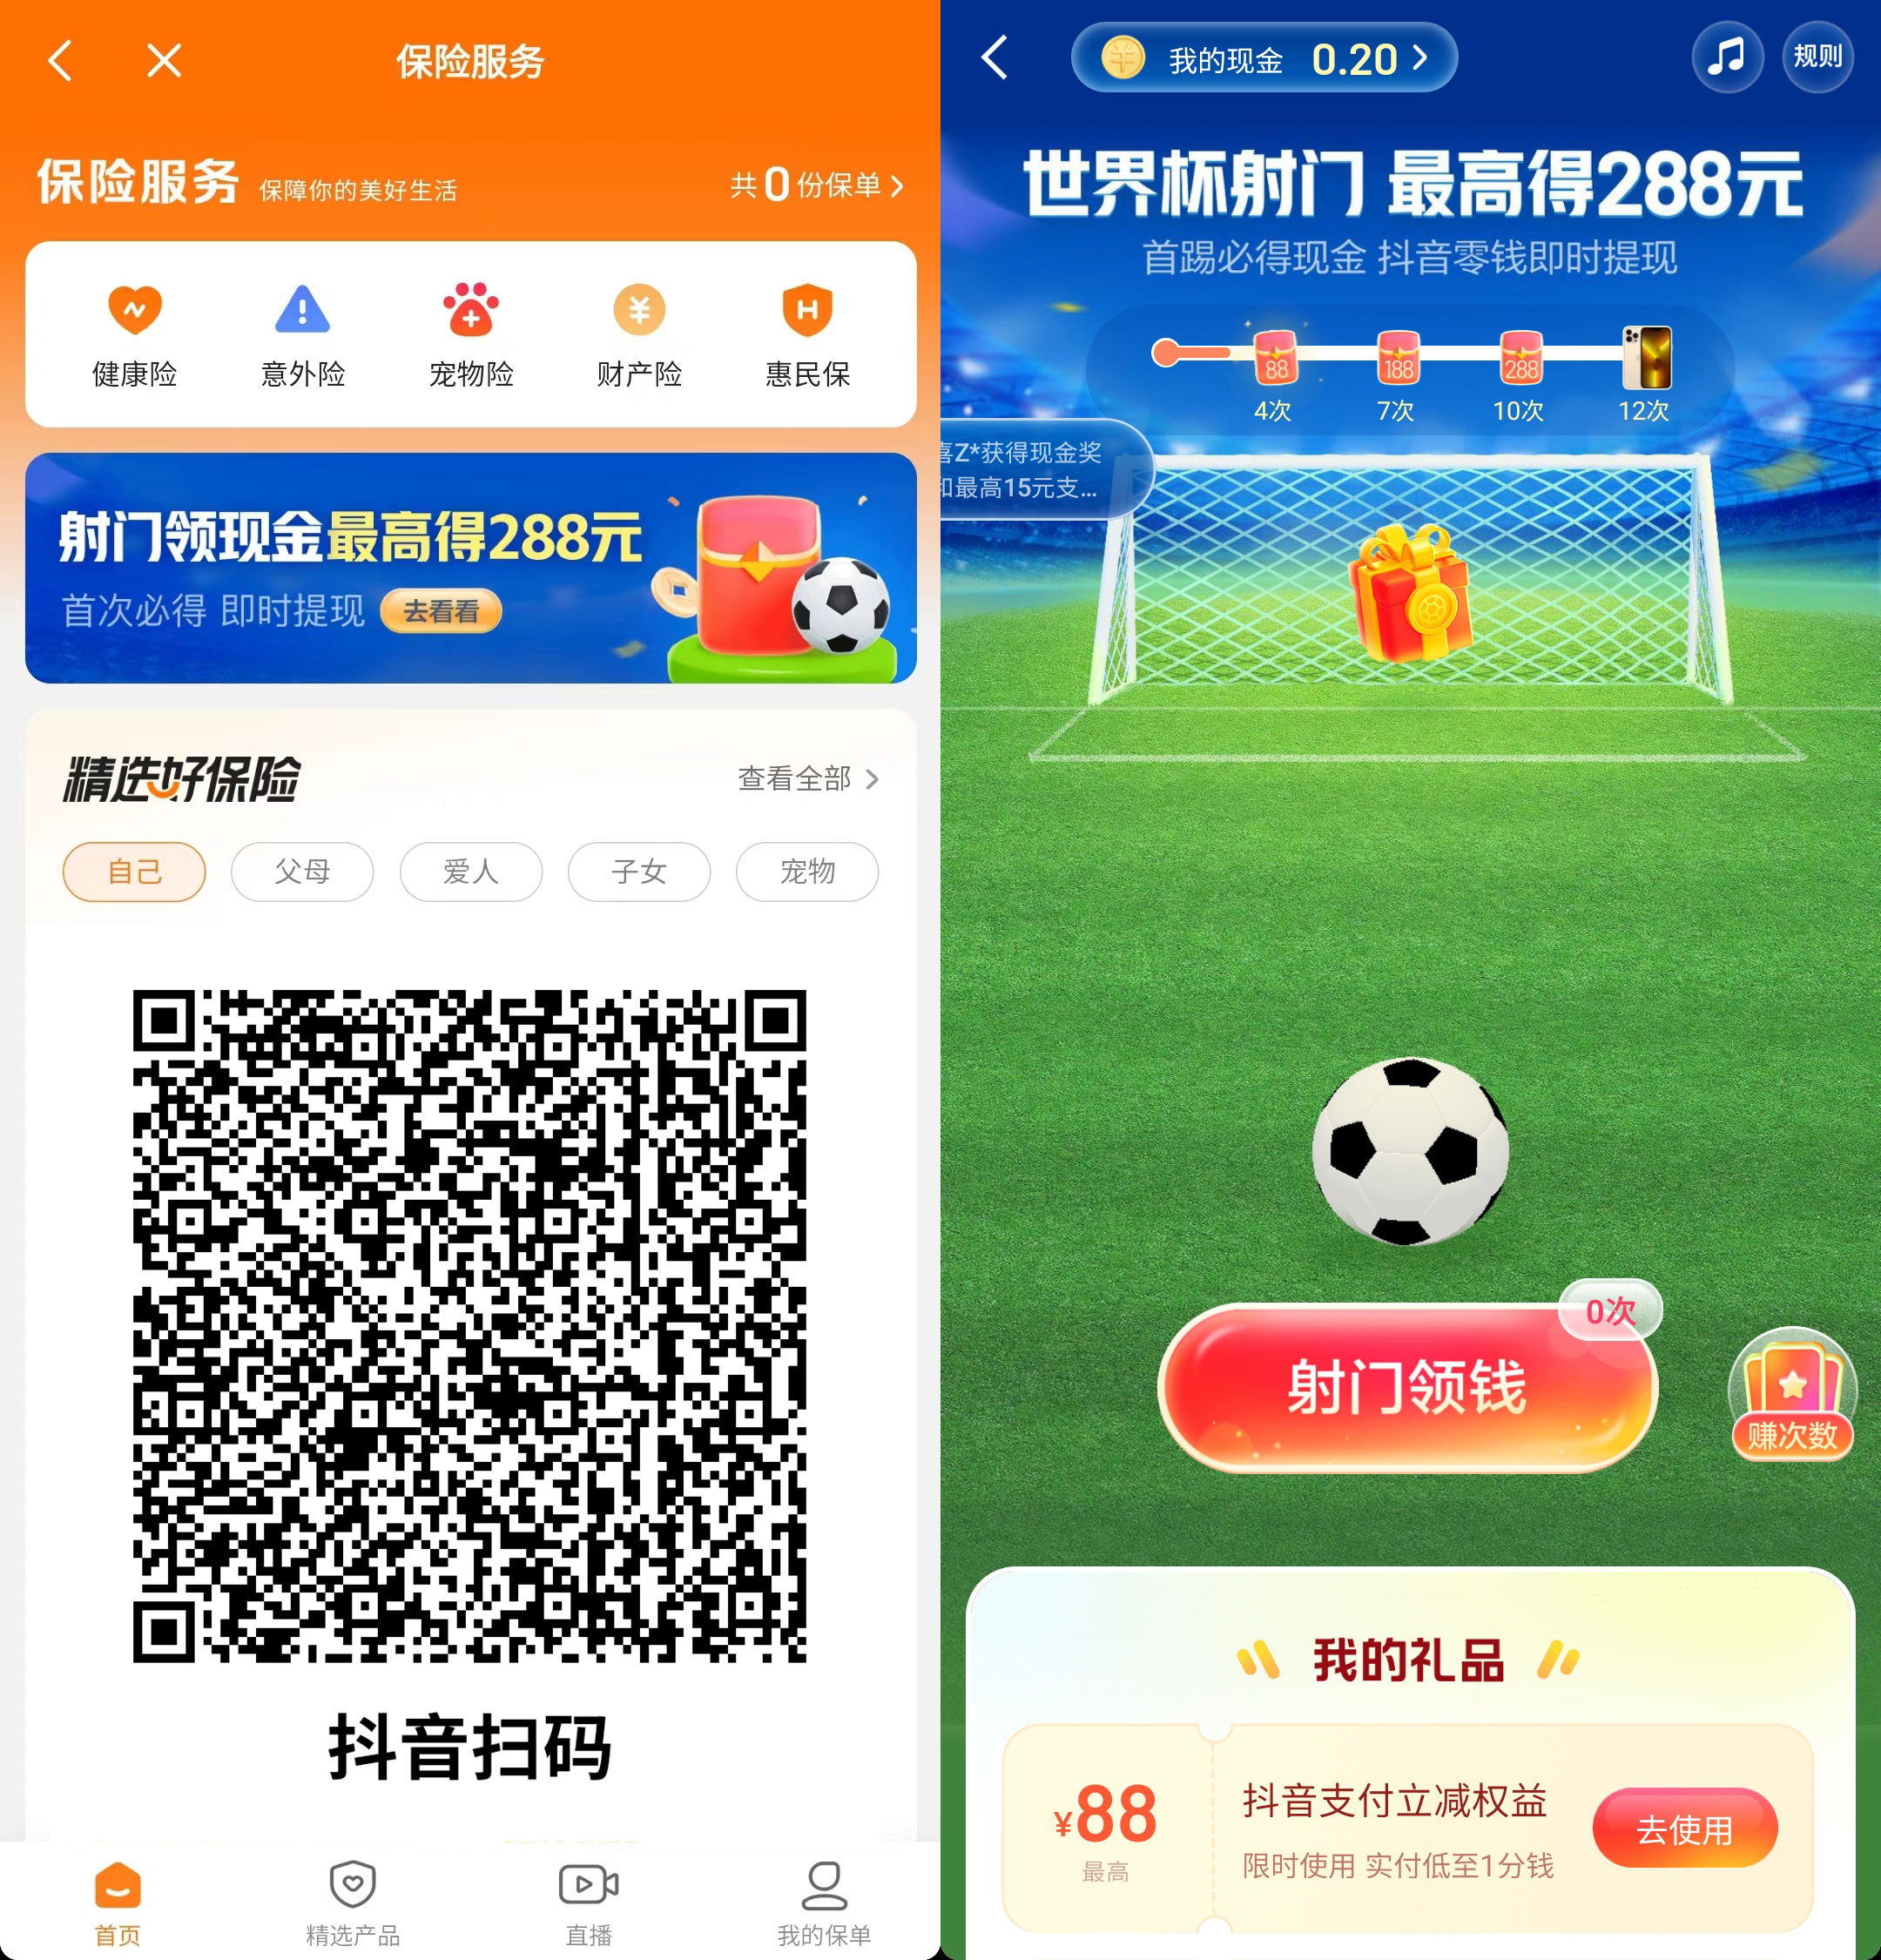 保险服务
保险服务 保障你的美好生活 共0份保单
健康险 意外险 宠物险 财产险 惠民保
射门领现金最高得288元
首次必得 即时提现 去看看
精选好保险 查看全部
自己 父母 爱人 子女 宠物
抖音扫码
首页 精选产品 直播 我的保单
我的现金 0.20 规则
世界杯射门 最高得288元
首踢必得现金 抖音零钱即时提现
88 188 288
4次 7次 10次 12次
喜Z*获得现金奖
和最高15元支...
0次
射门领钱
赚次数
我的礼品
¥88 抖音支付立减权益 去使用
最高 限时使用 实付低至1分钱